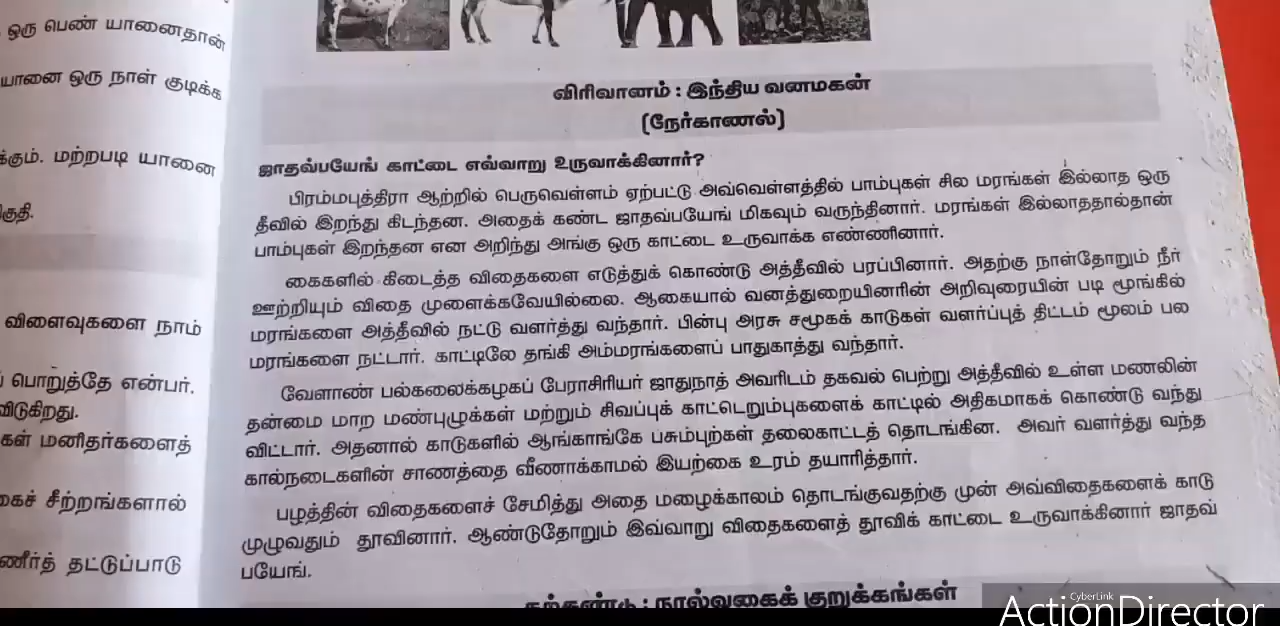 ஒரு பெண் யானைதான்
யானை ஒரு நாள் குடிக்க
க்கும். மற்றபடி யானை
குதி.
விளைவுகளை நாம்
பொறுத்தே என்பர்.
விடுகிறது.
கள் மனிதர்களைத்
கைச் சீற்றங்களால்
ணீர்த் தட்டுப்பாடு
விரிவானம் : இந்திய வனமகன்
(நேர்காணல்)
ஜாதவ்பயேங் காட்டை எவ்வாறு உருவாக்கினார்?
பிரம்மபுத்திரா ஆற்றில் பெருவெள்ளம் ஏற்பட்டு அவ்வெள்ளத்தில் பாம்புகள் சில மரங்கள் இல்லாத ஒரு
தீவில் இறந்து கிடந்தன. அதைக் கண்ட ஜாதவ்பயேங் மிகவும் வருந்தினார். மரங்கள் இல்லாததால்தான்
பாம்புகள் இறந்தன என அறிந்து அங்கு ஒரு காட்டை உருவாக்க எண்ணினார்.
கைகளில் கிடைத்த விதைகளை எடுத்துக் கொண்டு அத்தீவில் பரப்பினார். அதற்கு நாள்தோறும் நீர்
ஊற்றியும் விதை முளைக்கவேயில்லை. ஆகையால் வனத்துறையினரின் அறிவுரையின் படி மூங்கில்
மரங்களை அத்தீவில் நட்டு வளர்த்து வந்தார். பின்பு அரசு சமூகக் காடுகள் வளர்ப்புத் திட்டம் மூலம் பல
மரங்களை நட்டார். காட்டிலே தங்கி அம்மரங்களைப் பாதுகாத்து வந்தார்.
வேளாண் பல்கலைக்கழகப் பேராசிரியர் ஜாதுநாத் அவரிடம் தகவல் பெற்று அத்தீவில் உள்ள மணலின்
தன்மை மாற மண்புழுக்கள் மற்றும் சிவப்புக் காட்டெறும்புகளைக் காட்டில் அதிகமாகக் கொண்டு வந்து
விட்டார். அதனால் காடுகளில் ஆங்காங்கே பசும்புற்கள் தலைகாட்டத் தொடங்கின. அவர் வளர்த்து வந்த
கால்நடைகளின் சாணத்தை வீணாக்காமல் இயற்கை உரம் தயாரித்தார்.
பழத்தின் விதைகளைச் சேமித்து அதை மழைக்காலம் தொடங்குவதற்கு முன் அவ்விதைகளைக் காடு
முழுவதும் தூவினார். ஆண்டுதோறும் இவ்வாறு விதைகளைத் தூவிக் காட்டை உருவாக்கினார் ஜாதவ்
பயேங்.
கற்கண்டு : நால்வகைக் குறுக்கங்கள்
CyberLink
ActionDirector